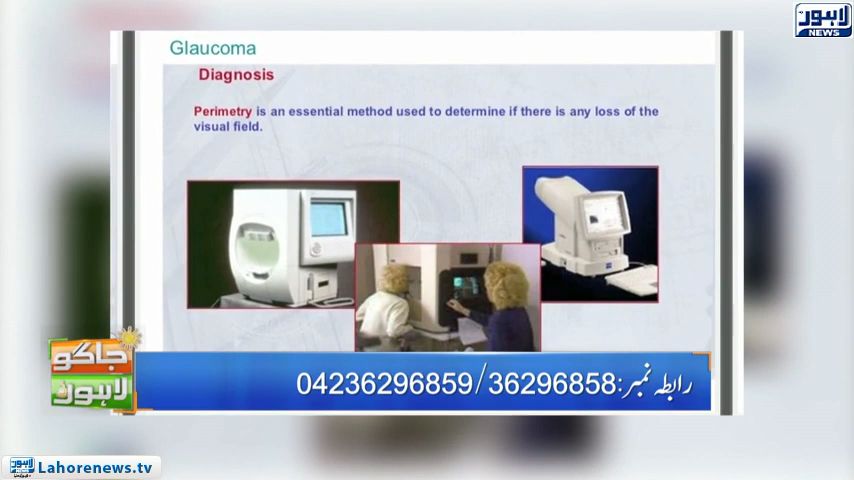 لاہور
NEWS
Glaucoma
Diagnosis
Perimetry is an essential method used to determine if there is any loss of the
visual field.
جاگو
لاہور
رابطہ نمبر: 04236296859/36296858
لاہور
Lahorenews.tv